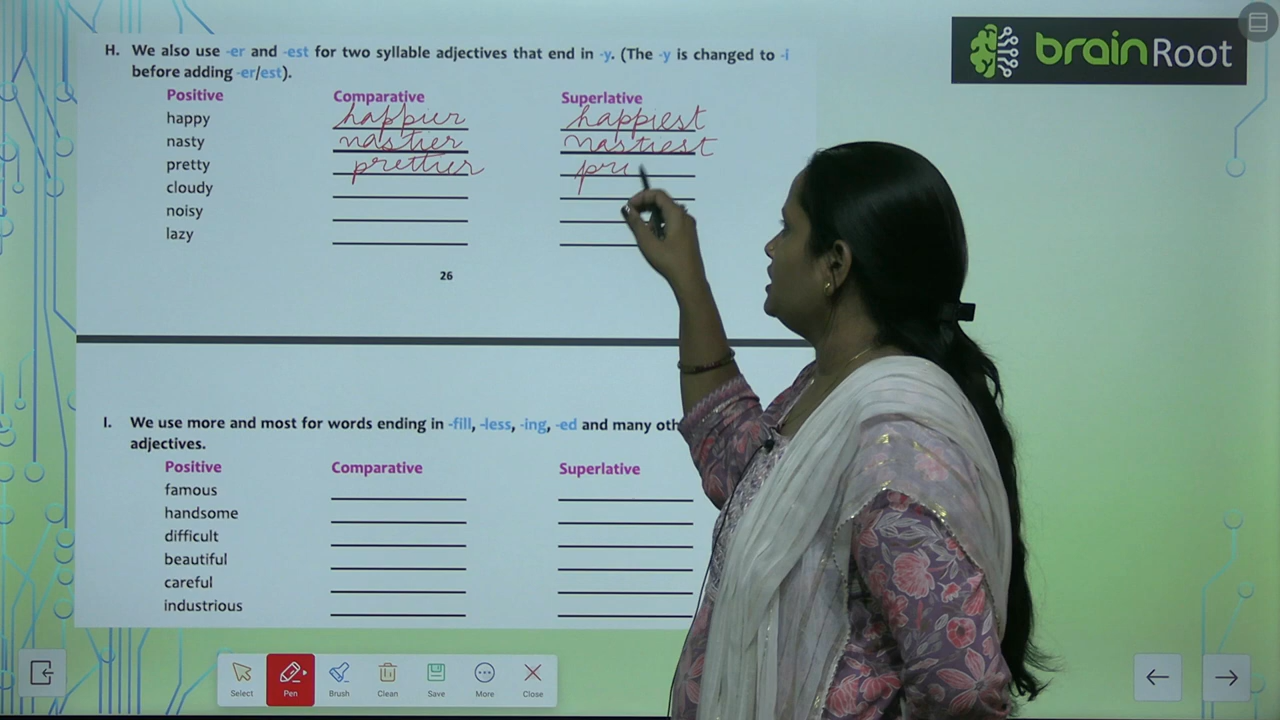 brainRoot
H. We also use -er and -est for two syllable adjectives that end in -y. (The -y is changed to -i
before adding -er/est).
Positive Comparative Superlative
happy happier happiest
nasty nastier nastiest
pretty prettier
cloudy
noisy
lazy
26
I. We use more and most for words ending in -fill, -less, -ing, -ed and many
adjectives.
Positive Comparative Superlative
famous
handsome
difficult
beautiful
careful
industrious
Select Pen Brush Clean Save More Close